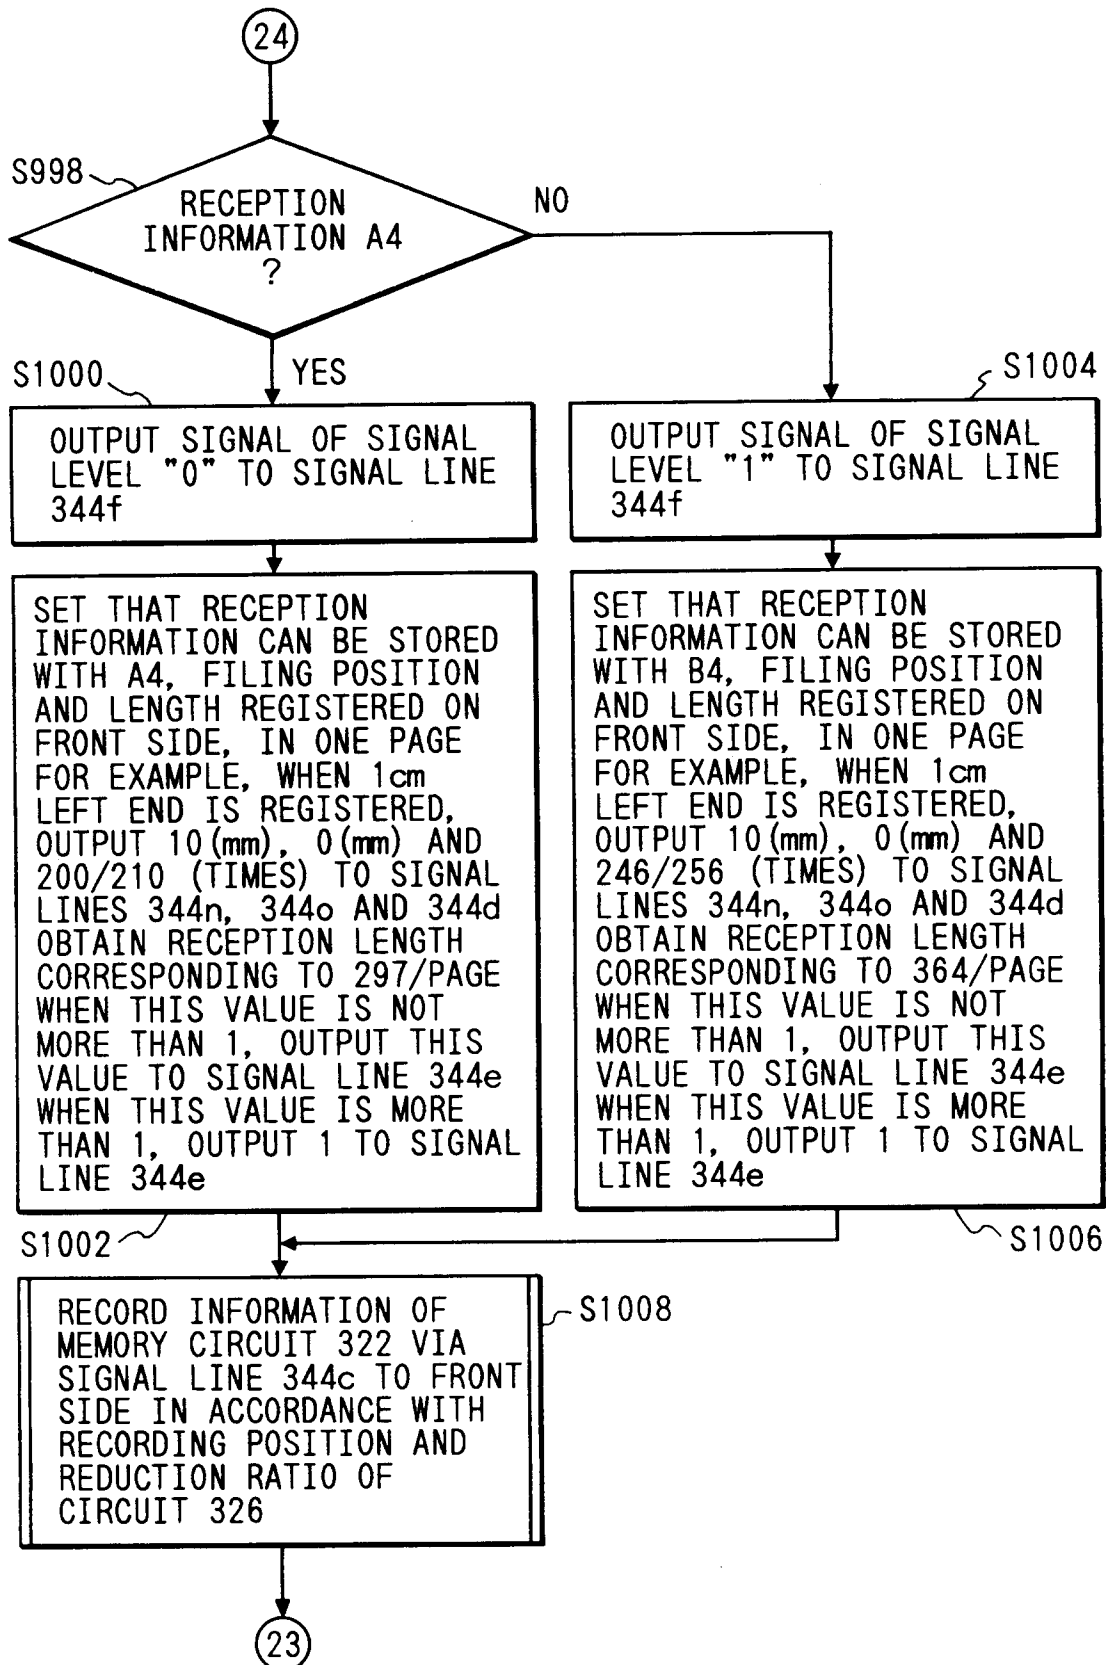 24
S998
RECEPTION
INFORMATION A4
?
NO
YES
S1000
OUTPUT SIGNAL OF SIGNAL
LEVEL "0" TO SIGNAL LINE
344f
S1004
OUTPUT SIGNAL OF SIGNAL
LEVEL "1" TO SIGNAL LINE
344f
SET THAT RECEPTION
INFORMATION CAN BE STORED
WITH A4, FILING POSITION
AND LENGTH REGISTERED ON
FRONT SIDE, IN ONE PAGE
FOR EXAMPLE, WHEN 1cm
LEFT END IS REGISTERED,
OUTPUT 10(mm), 0(mm) AND
200/210 (TIMES) TO SIGNAL
LINES 344n, 344o AND 344d
OBTAIN RECEPTION LENGTH
CORRESPONDING TO 297/PAGE
WHEN THIS VALUE IS NOT
MORE THAN 1, OUTPUT THIS
VALUE TO SIGNAL LINE 344e
WHEN THIS VALUE IS MORE
THAN 1, OUTPUT 1 TO SIGNAL
LINE 344e
S1002
SET THAT RECEPTION
INFORMATION CAN BE STORED
WITH B4, FILING POSITION
AND LENGTH REGISTERED ON
FRONT SIDE, IN ONE PAGE
FOR EXAMPLE, WHEN 1cm
LEFT END IS REGISTERED,
OUTPUT 10(mm), 0(mm) AND
246/256 (TIMES) TO SIGNAL
LINES 344n, 344o AND 344d
OBTAIN RECEPTION LENGTH
CORRESPONDING TO 364/PAGE
WHEN THIS VALUE IS NOT
MORE THAN 1, OUTPUT THIS
VALUE TO SIGNAL LINE 344e
WHEN THIS VALUE IS MORE
THAN 1, OUTPUT 1 TO SIGNAL
LINE 344e
S1006
RECORD INFORMATION OF
MEMORY CIRCUIT 322 VIA
SIGNAL LINE 344c TO FRONT
SIDE IN ACCORDANCE WITH
RECORDING POSITION AND
REDUCTION RATIO OF
CIRCUIT 326
S1008
23